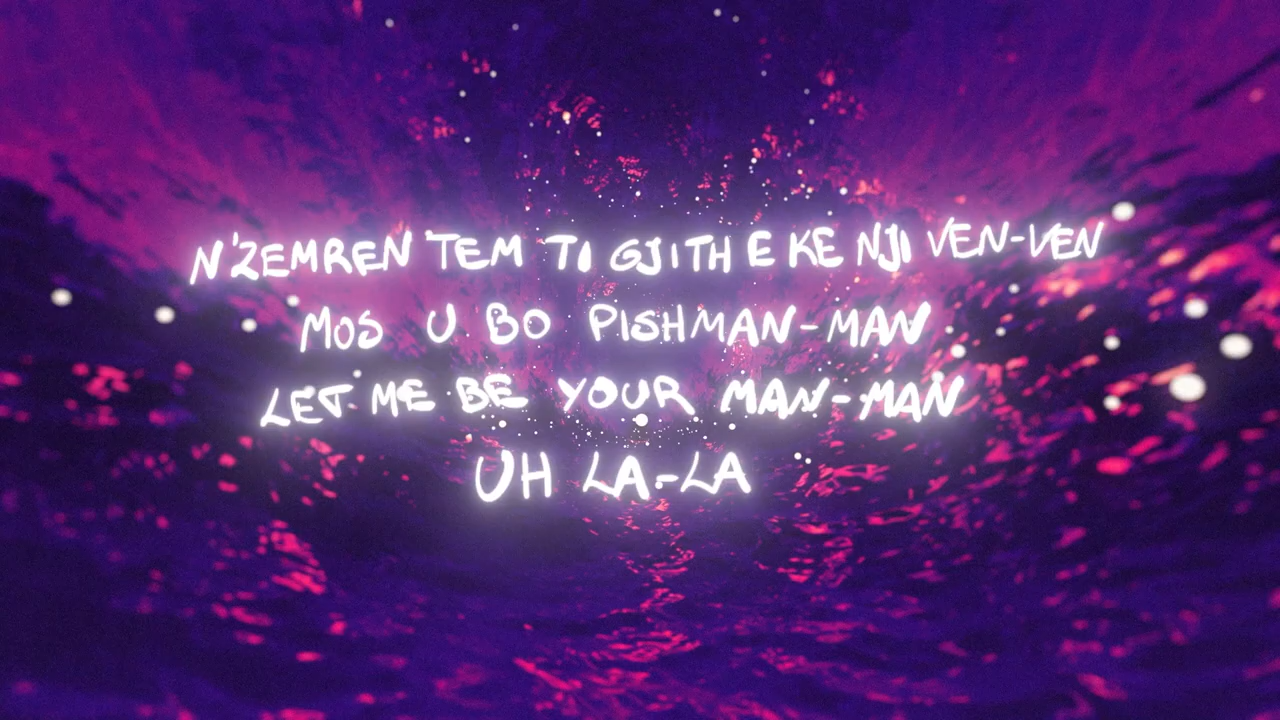 N'ZEMREN TEM TI GJITH E KE NJI VEN-VEN
MOS U BO PISHMAN-MAN
LET ME BE YOUR MAN-MAN
UH LA-LA